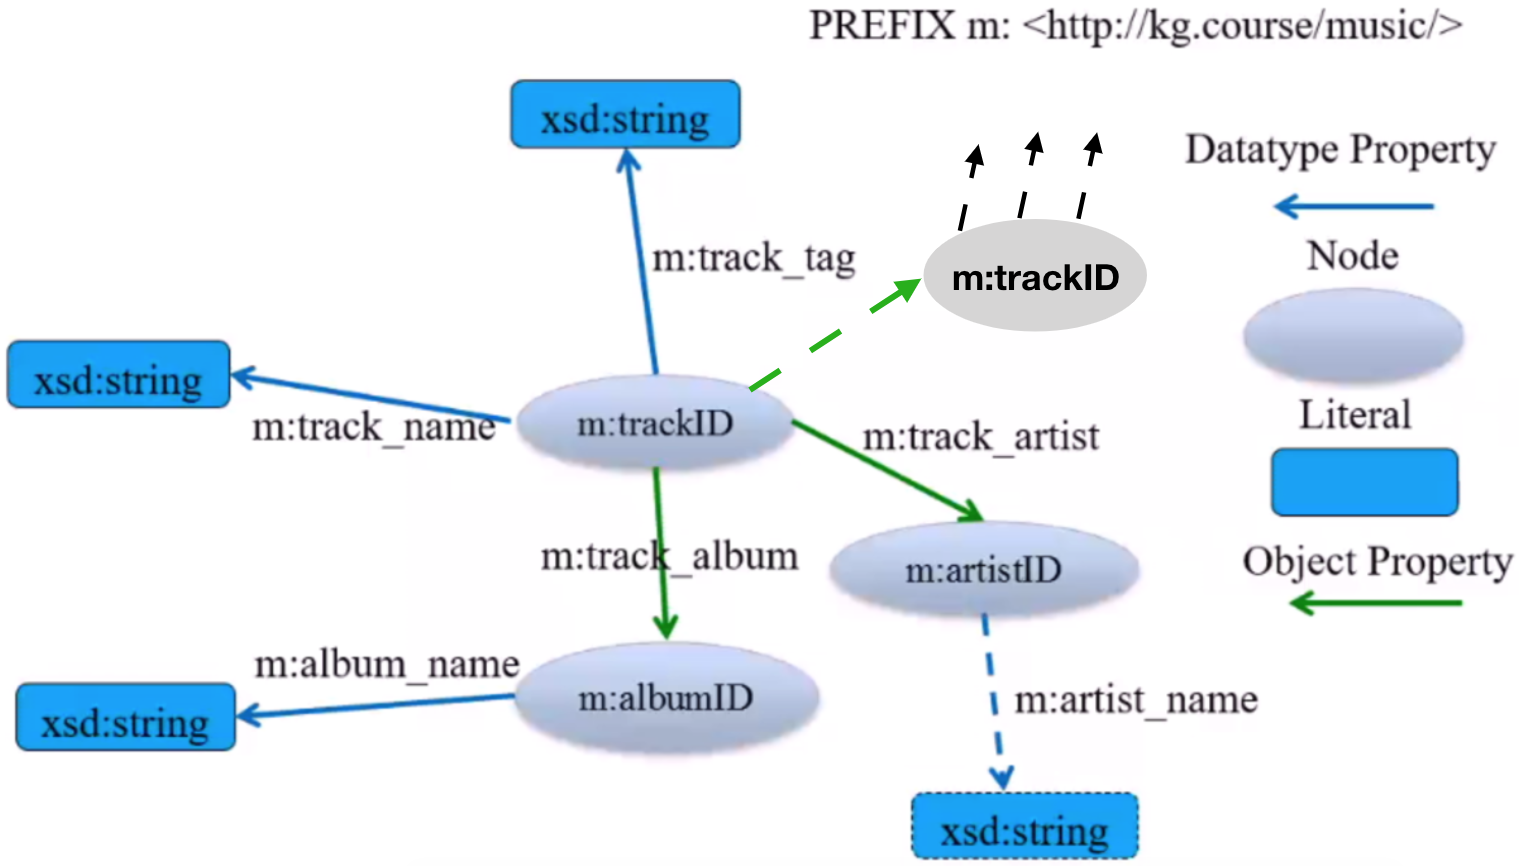 PREFIX m: <http://kg.course/music/>
xsd:string
Datatype Property
m:track_tag
Node
m:trackID
xsd:string
m:track_name
m:trackID
m:track_artist
Literal
m:track_album
m:artistID
Object Property
m:album_name
xsd:string
m:albumID
m:artist_name
xsd:string